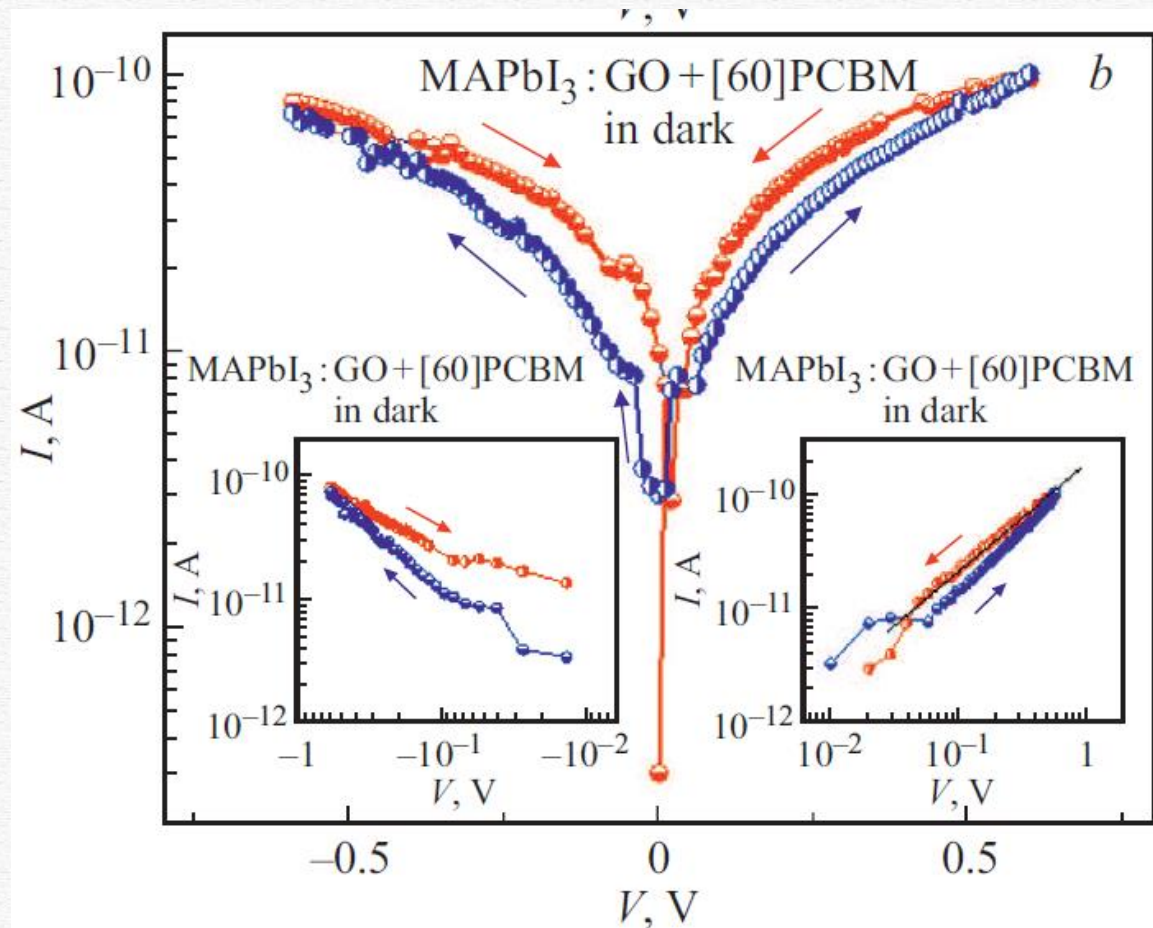 V, V
MAPbI₃ : GO + [60]PCBM
in dark
b
10⁻¹⁰
10⁻¹¹
10⁻¹²
I, A
MAPbI₃ : GO + [60]PCBM
in dark
10⁻¹⁰
10⁻¹¹
10⁻¹²
I, A
–1 –10⁻¹ –10⁻²
V, V
MAPbI₃ : GO + [60]PCBM
in dark
10⁻¹⁰
10⁻¹¹
10⁻¹²
I, A
10⁻² 10⁻¹ 1
V, V
–0.5 0 0.5
V, V